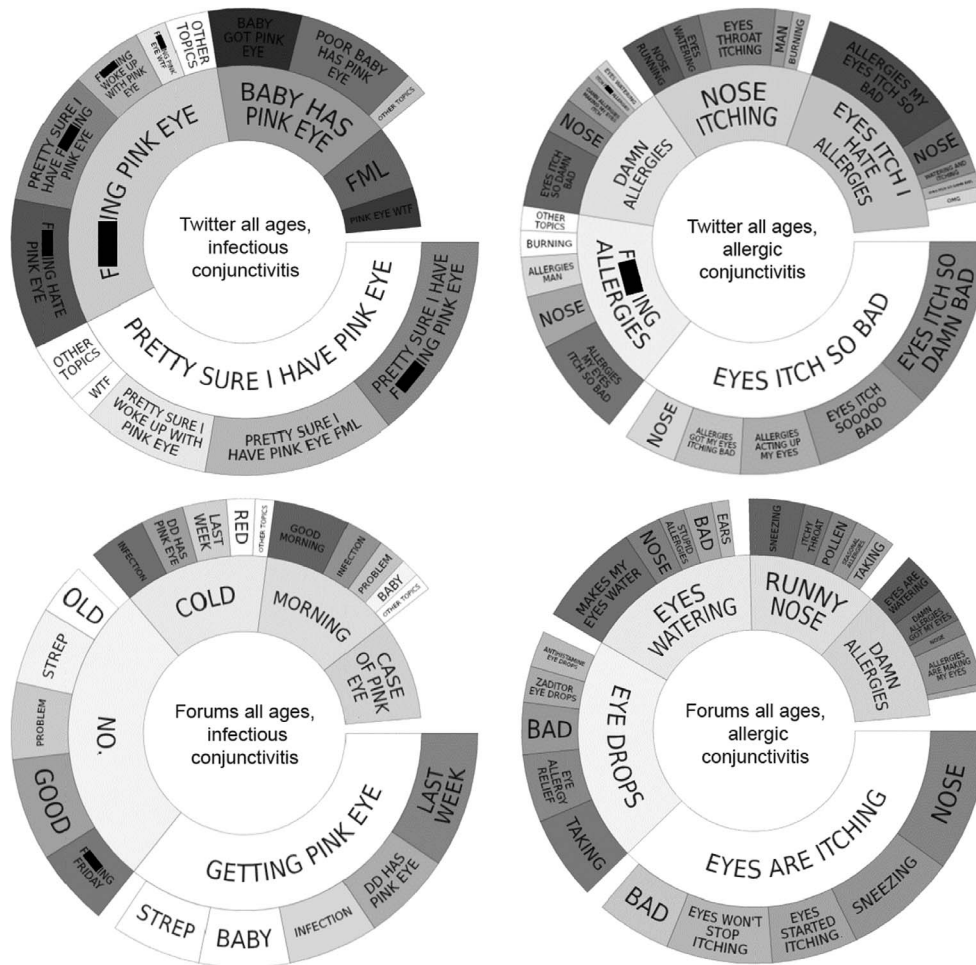 BABY
GOT PINK
EYE
POOR BABY
HAS PINK
EYE
OTHER TOPICS
BABY HAS
PINK EYE
FML
PINK EYE WTF
OTHER
TOPICS
F█ING PINK
EYE WTF
F█ING
WOKE UP
WITH PINK
EYE
PRETTY SURE I
HAVE F█ING
PINK EYE
F█ING HATE
PINK EYE
F█ING PINK EYE
Twitter all ages,
infectious
conjunctivitis
PRETTY SURE I HAVE PINK EYE
OTHER
TOPICS
WTF
PRETTY SURE I
WOKE UP WITH
PINK EYE
PRETTY SURE I
HAVE PINK EYE FML
PRETTY SURE I HAVE
F█ING PINK EYE
NOSE
RUNNING
EYES
WATERING
EYES
THROAT
ITCHING
MAN
BURNING
NOSE
ITCHING
ALLERGIES MY
EYES ITCH SO
BAD
NOSE
WATERING AND
ITCHING
OMG
EYES ITCH I
HATE
ALLERGIES
EYES WATERING
NOSE
EYES ITCH
SO DAMN
BAD
DAMN
ALLERGIES
OTHER
TOPICS
BURNING
ALLERGIES
MAN
NOSE
ALLERGIES
MY EYES
ITCH SO BAD
F█ING
ALLERGIES
Twitter all ages,
allergic
conjunctivitis
EYES ITCH SO BAD
NOSE
ALLERGIES
GOT MY EYES
ITCHING BAD
ALLERGIES
ACTING UP
MY EYES
EYES ITCH
SOOOOO
BAD
EYES ITCH SO
DAMN BAD
INFECTION
DD HAS
PINK EYE
LAST
WEEK
RED
OTHER TOPICS
COLD
GOOD
MORNING
INFECTION
PROBLEM
BABY
OTHER TOPICS
MORNING
CASE
OF PINK
EYE
OLD
STREP
PROBLEM
GOOD
F█ING
FRIDAY
NO.
Forums all ages,
infectious
conjunctivitis
GETTING PINK EYE
STREP
BABY
INFECTION
DD HAS
PINK EYE
LAST
WEEK
MAKES MY
EYES WATER
NOSE
STUPID
ALLERGIES
BAD
EARS
EYES
WATERING
SNEEZING
ITCHY
THROAT
POLLEN
SEASONAL
ALLERGIES
TAKING
RUNNY
NOSE
EYES ARE
WATERING
DAMN
ALLERGIES
GOT MY EYES
NOSE
ALLERGIES
ARE MAKING
MY EYES
DAMN
ALLERGIES
ANTIHISTAMINE
EYE DROPS
ZADITOR
EYE DROPS
BAD
EYE
ALLERGY
RELIEF
TAKING
EYE DROPS
Forums all ages,
allergic
conjunctivitis
EYES ARE ITCHING
BAD
EYES WON'T
STOP
ITCHING
EYES
STARTED
ITCHING
SNEEZING
NOSE